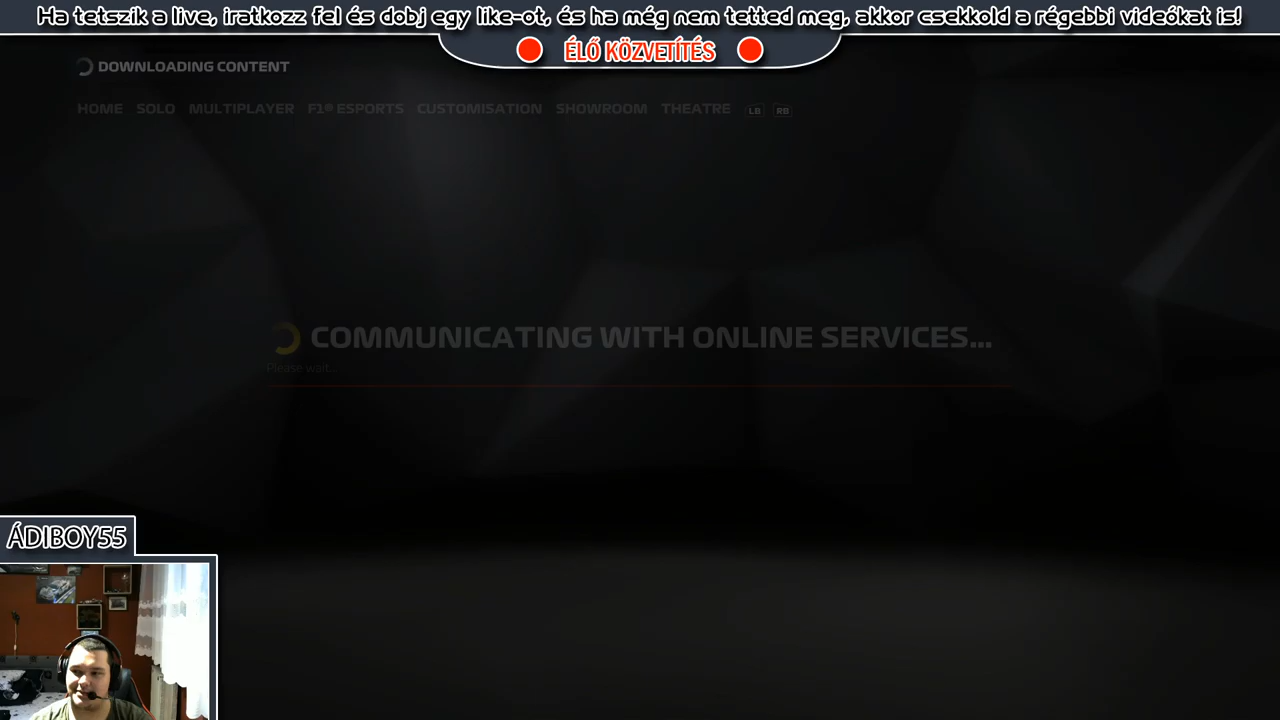 Ha tetszik a live, iratkozz fel és dobj egy like-ot, és ha még nem tetted meg, akkor csekkold a régebbi videókat is!
ÉLŐ KÖZVETÍTÉS
DOWNLOADING CONTENT
HOME SOLO MULTIPLAYER F1® ESPORTS CUSTOMISATION SHOWROOM THEATRE LB RB
COMMUNICATING WITH ONLINE SERVICES...
Please wait...
ÁDIBOY55